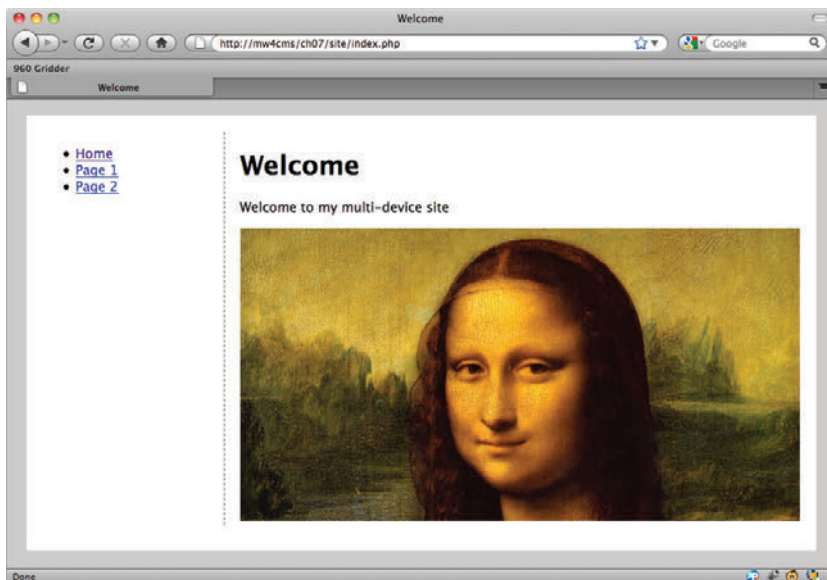 Welcome
http://mw4cms/ch07/site/index.php
Google
960 Gridder
Welcome
Home
Page 1
Page 2
Welcome
Welcome to my multi-device site
Done